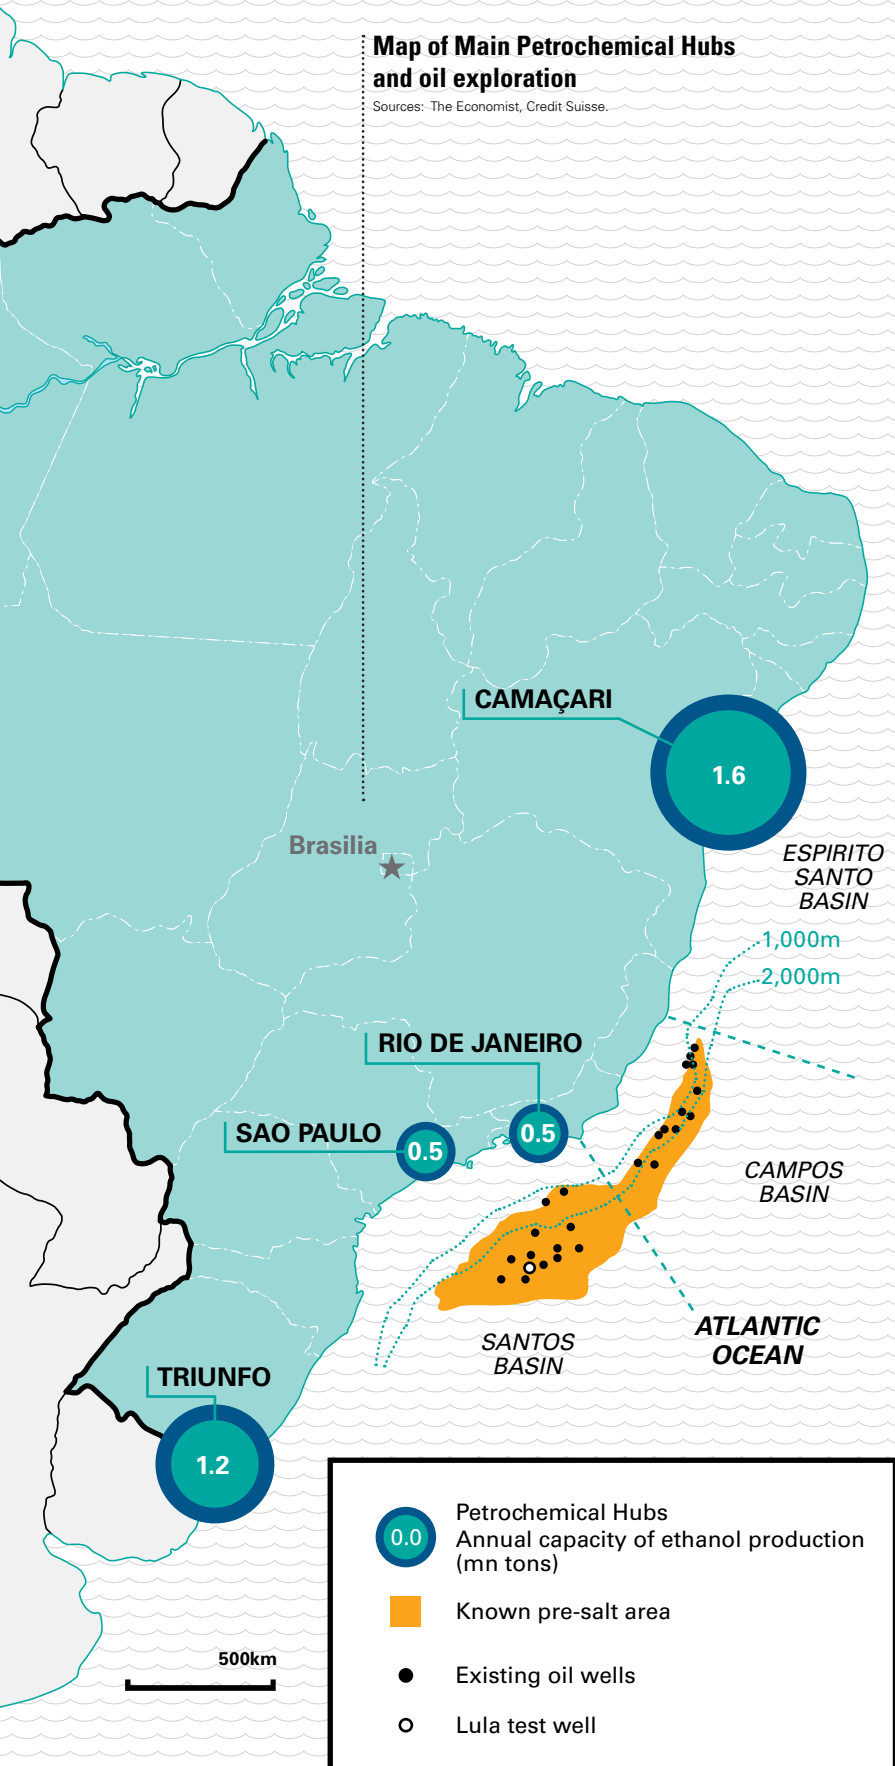 Map of Main Petrochemical Hubs
and oil exploration
Sources: The Economist, Credit Suisse.
CAMAÇARI
1.6
Brasilia
ESPIRITO
SANTO
BASIN
1,000m
2,000m
RIO DE JANEIRO
0.5
SAO PAULO
0.5
CAMPOS
BASIN
SANTOS
BASIN
ATLANTIC
OCEAN
TRIUNFO
1.2
0.0
Petrochemical Hubs
Annual capacity of ethanol production
(mn tons)
Known pre-salt area
Existing oil wells
Lula test well
500km